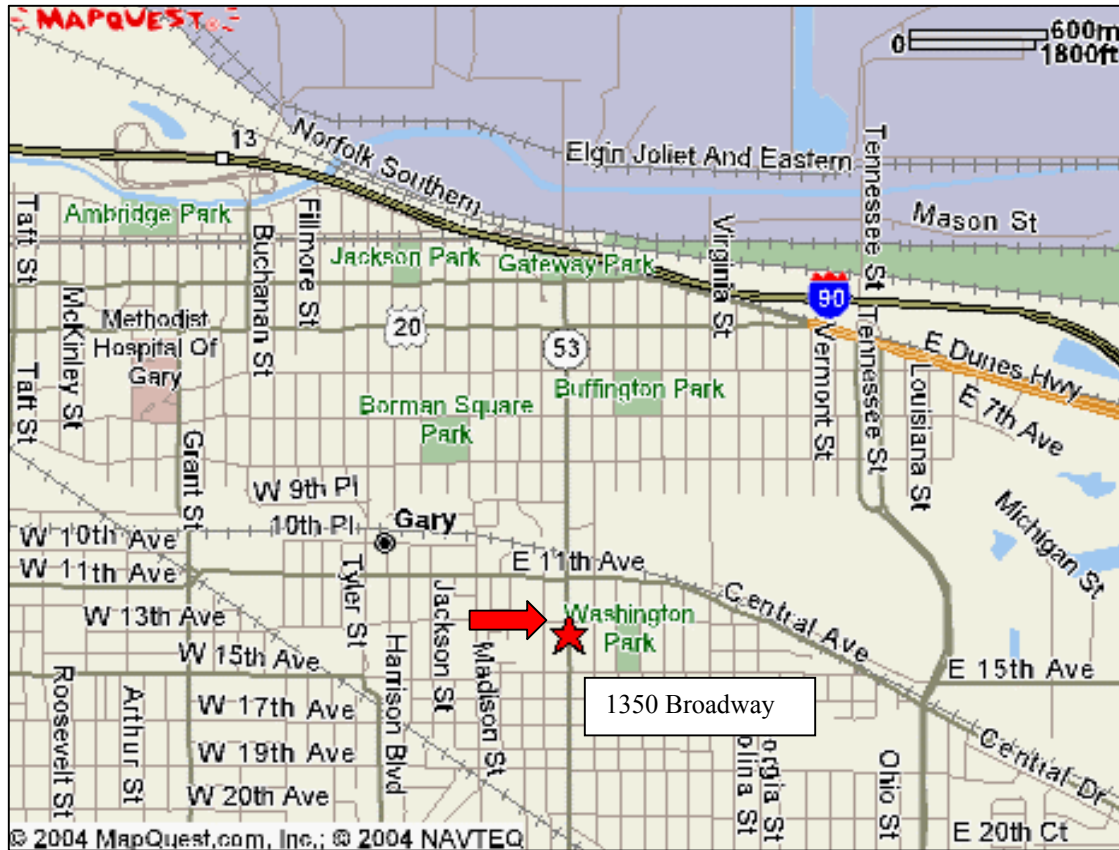 MAPQUEST
600m
0
1800ft
13
Norfolk Southern
Elgin Joliet And Eastern
Tennessee St
Mason St
Taft St
Ambridge Park
Fillmore St
Buchanan St
Jackson Park
Gateway Park
Virginia St
90
McKinley St
Methodist
Hospital Of
Gary
20
53
Vermont St
Tennessee St
E Dunes Hwy
Taft St
Borman Square
Park
Buffington Park
Louisiana St
E 7th Ave
Grant St
W 9th Pl
10th Pl
Gary
Michigan St
W 10th Ave
W 11th Ave
E 11th Ave
Central Ave
W 13th Ave
Tyler St
Jackson St
Washington
Park
W 15th Ave
Harrison Blvd
Madison St
E 15th Ave
Roosevelt St
Arthur St
W 17th Ave
1350 Broadway
W 19th Ave
olina St
orgia St
Ohio St
Central Dr
W 20th Ave
E 20th Ct
© 2004 MapQuest.com, Inc.; © 2004 NAVTEQ